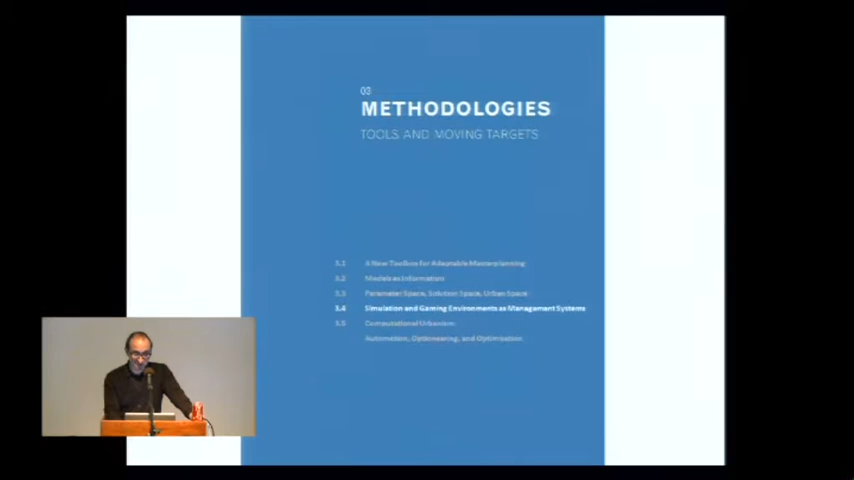 03
METHODOLOGIES
TOOLS AND MOVING TARGETS
3.1 A New Toolbox for Adaptable Masterplanning
3.2 Models as Information
3.3 Parameter Space, Solution Space, Urban Space
3.4 Simulation and Gaming Environments as Management Systems
3.5 Computational Urbanism:
Automation, Optioneering, and Optimisation